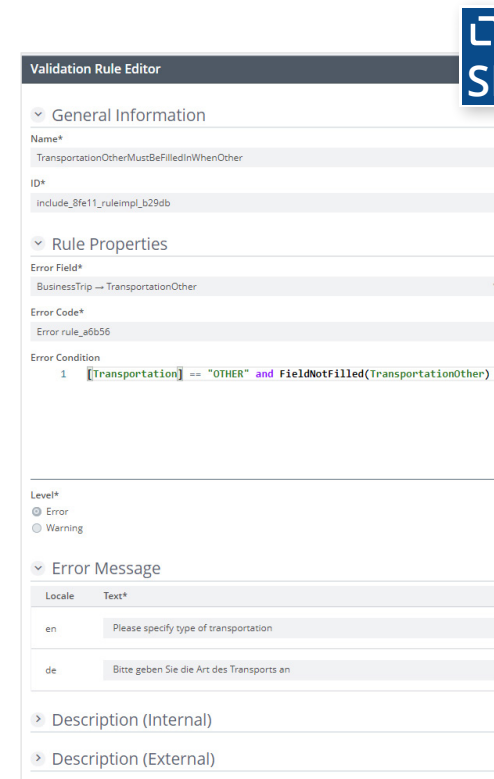 Validation Rule Editor
General Information
Name*
TransportationOtherMustBeFilledInWhenOther
ID*
include_8fe11_ruleimpl_b29db
Rule Properties
Error Field*
BusinessTrip → TransportationOther
Error Code*
Error rule_a6b56
Error Condition
1 [Transportation] == "OTHER" and FieldNotFilled(TransportationOther)
Level*
Error
Warning
Error Message
Locale Text*
en Please specify type of transportation
de Bitte geben Sie die Art des Transports an
Description (Internal)
Description (External)